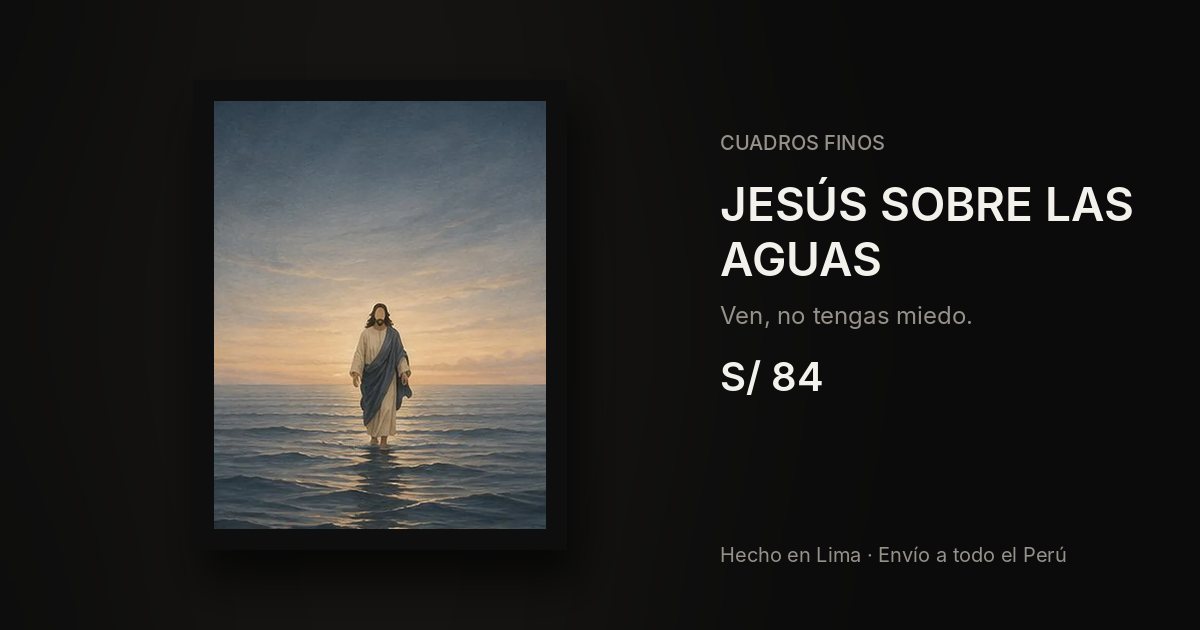 CUADROS FINOS
JESÚS SOBRE LAS
AGUAS
Ven, no tengas miedo.
S/ 84
Hecho en Lima · Envío a todo el Perú